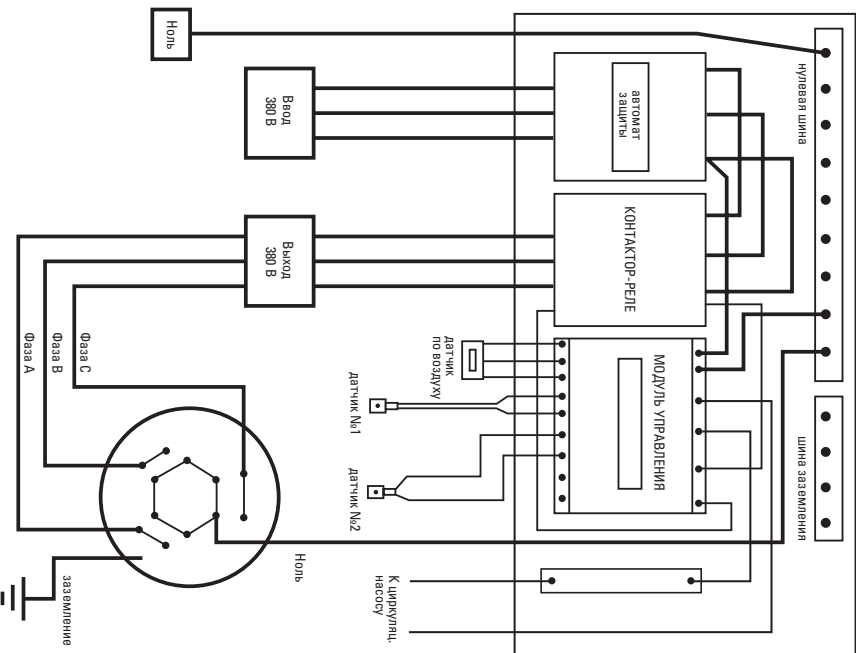 Ноль
Ввод
380 В
Выход
380 В
Фаза А
Фаза В
Фаза С
автомат
защиты
КОНТАКТОР-РЕЛЕ
МОДУЛЬ УПРАВЛЕНИЯ
нулевая шина
шина заземления
датчик
по воздуху
датчик №1
датчик №2
К циркуляц.
насосу
Ноль
заземление